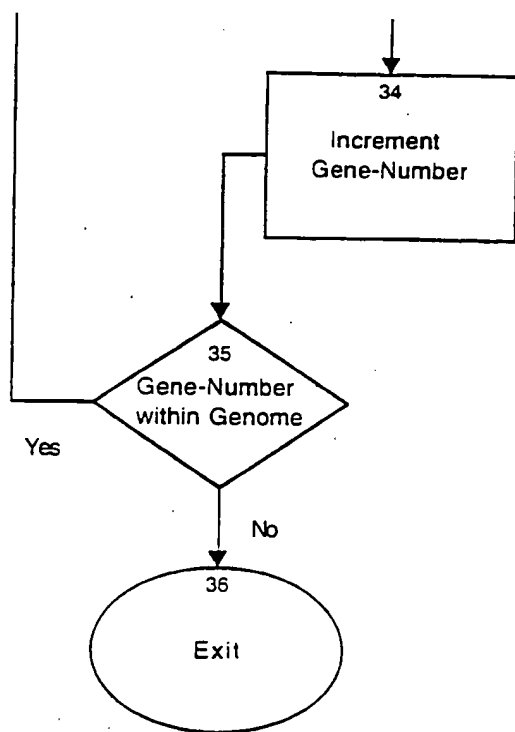 34
Increment
Gene-Number
35
Gene-Number
within Genome
Yes
No
36
Exit